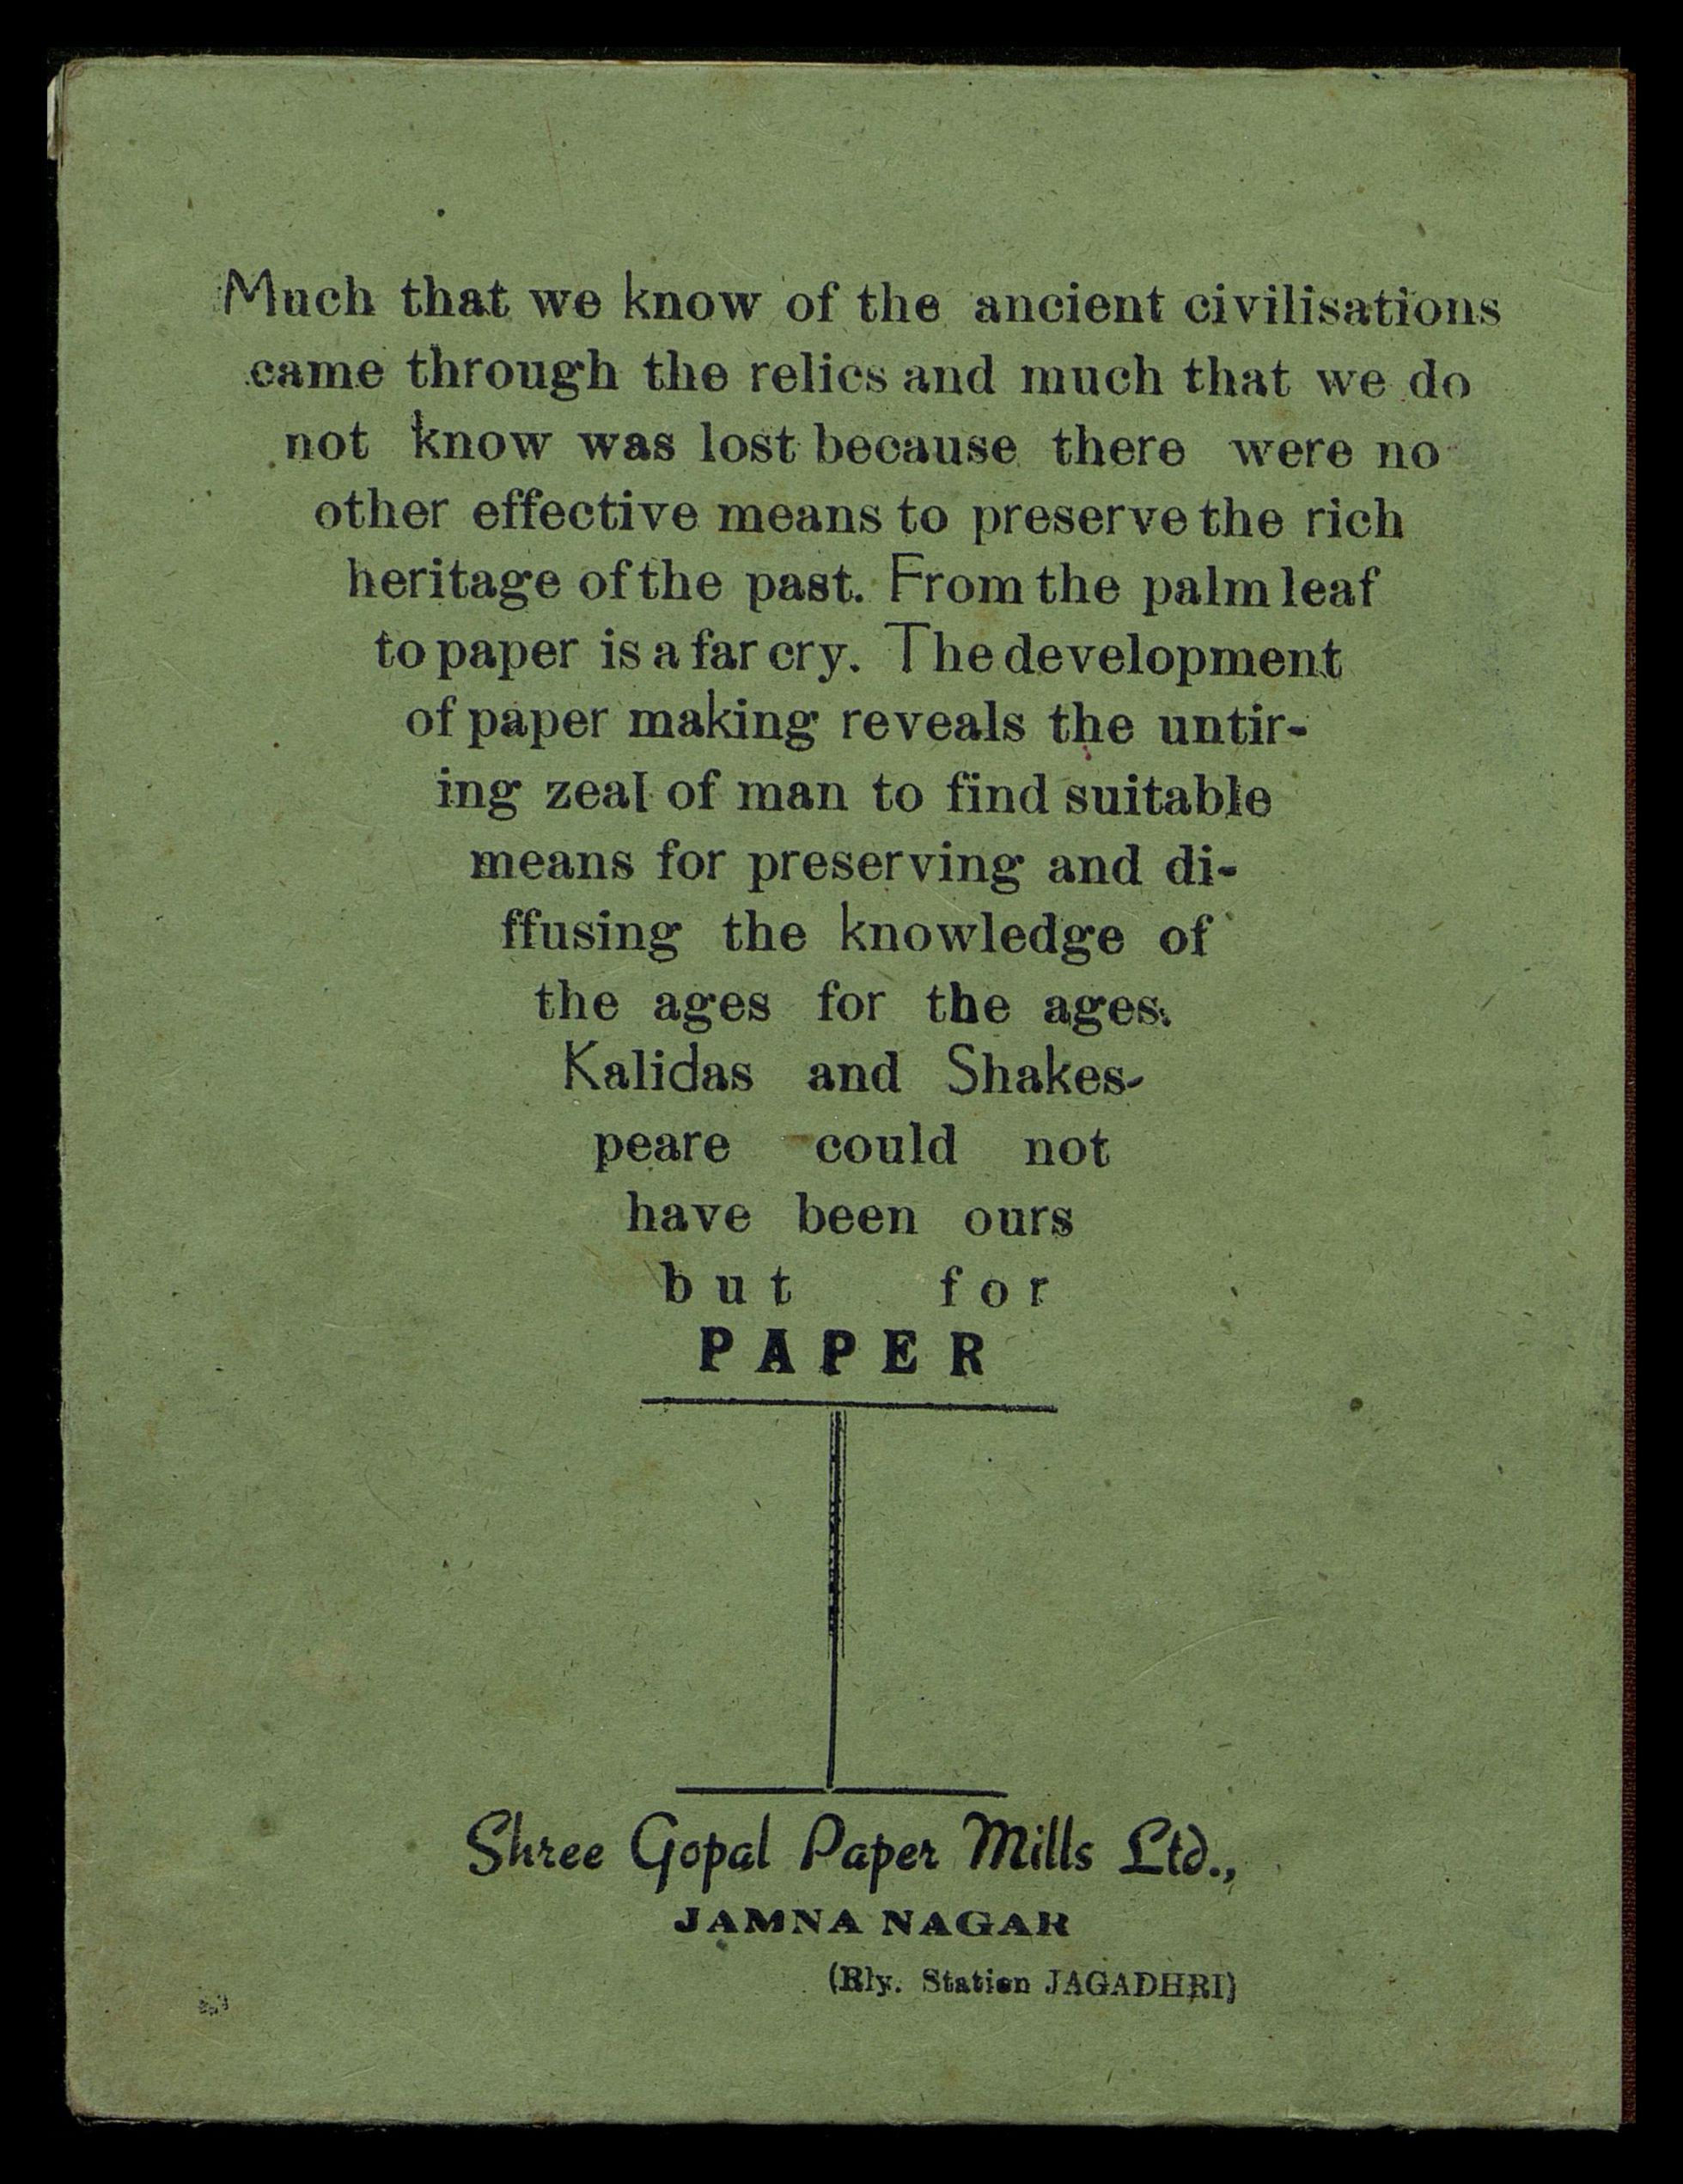 Much that we know of the ancient civilisations
came through the relics and much that we do
not know was lost because there were no
other effective means to preserve the rich
heritage of the past. From the palm leaf
to paper is a far cry. The development
of paper making reveals the untir-
ing zeal of man to find suitable
means for preserving and di-
ffusing the knowledge of
the ages for the ages.
Kalidas and Shakes-
peare could not
have been ours
but for
PAPER
Shree Gopal Paper Mills Ltd.,
JAMNA NAGAR
(Rly. Station JAGADHRI)